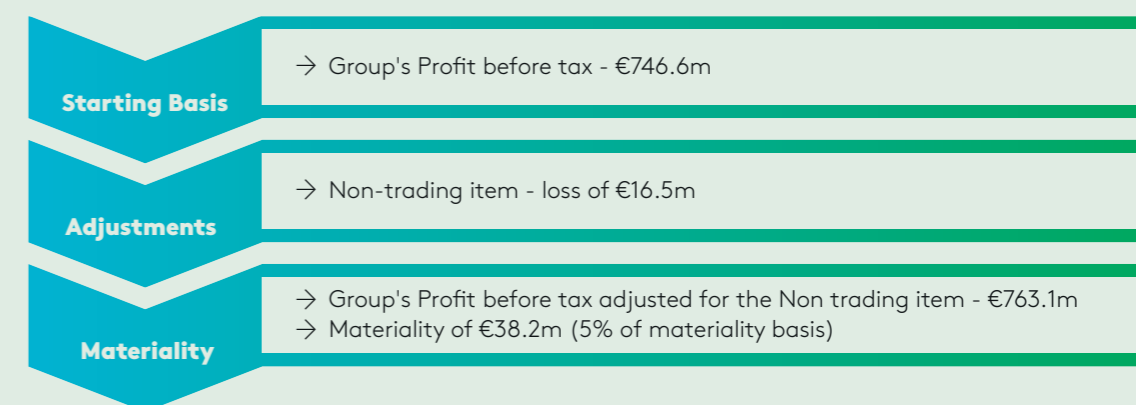 Starting Basis
→ Group's Profit before tax - €746.6m
Adjustments
→ Non-trading item - loss of €16.5m
Materiality
→ Group's Profit before tax adjusted for the Non trading item - €763.1m
→ Materiality of €38.2m (5% of materiality basis)